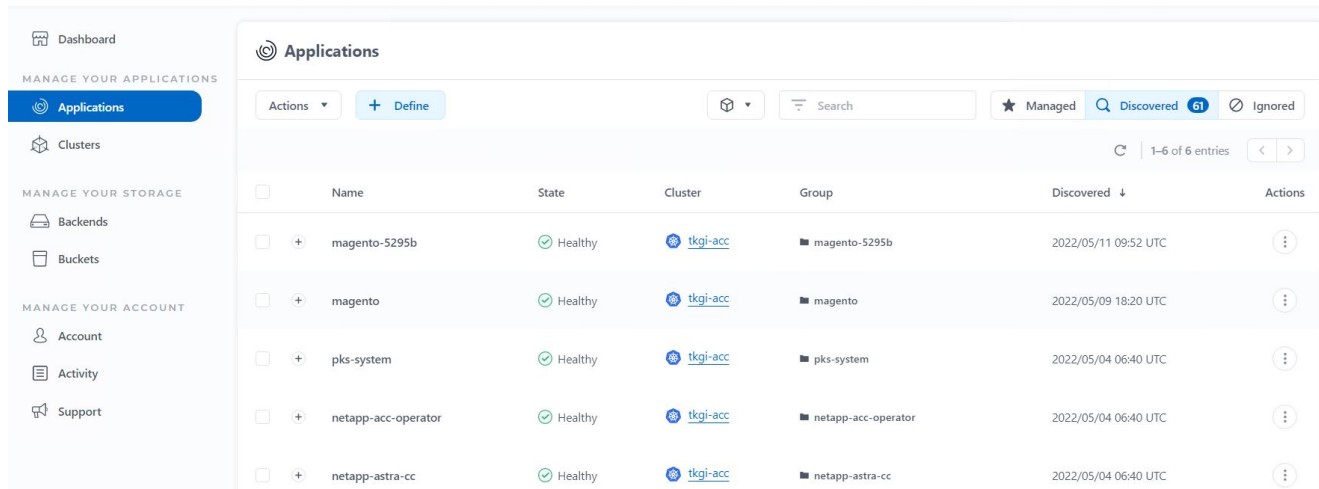 Dashboard
MANAGE YOUR APPLICATIONS
Applications
Clusters
MANAGE YOUR STORAGE
Backends
Buckets
MANAGE YOUR ACCOUNT
Account
Activity
Support
Applications
Actions + Define Search Managed Discovered 61 Ignored
1–6 of 6 entries < >
Name State Cluster Group Discovered ↓ Actions
+ magento-5295b Healthy tkgi-acc magento-5295b 2022/05/11 09:52 UTC
+ magento Healthy tkgi-acc magento 2022/05/09 18:20 UTC
+ pks-system Healthy tkgi-acc pks-system 2022/05/04 06:40 UTC
+ netapp-acc-operator Healthy tkgi-acc netapp-acc-operator 2022/05/04 06:40 UTC
+ netapp-astra-cc Healthy tkgi-acc netapp-astra-cc 2022/05/04 06:40 UTC